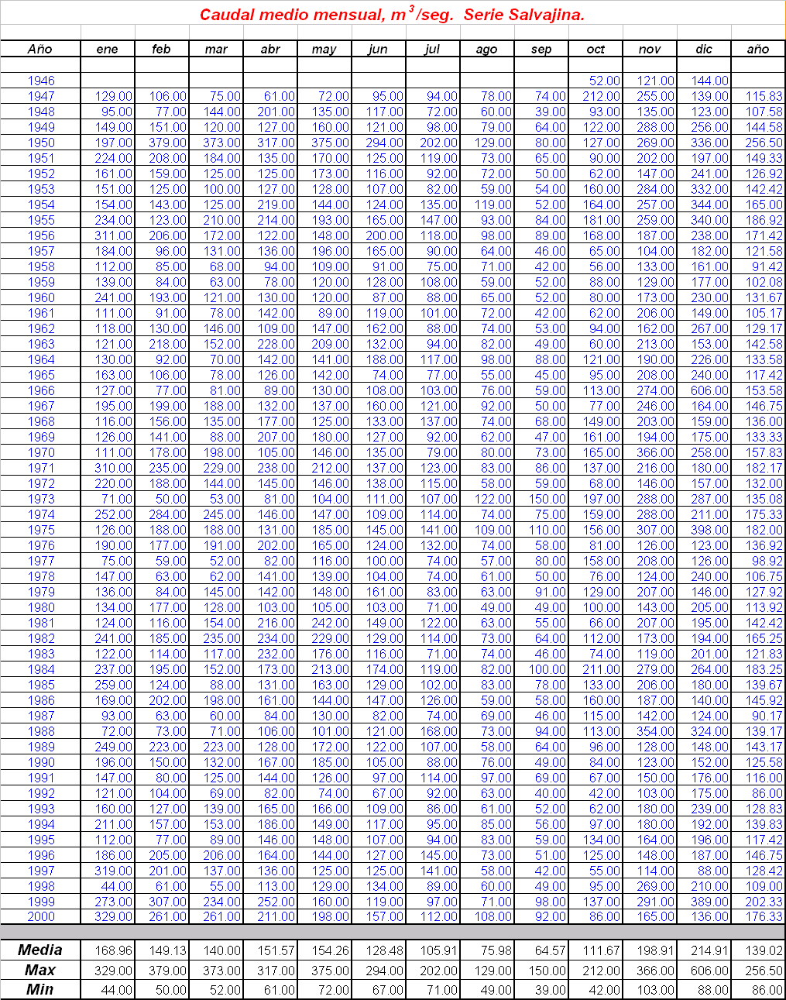 Caudal medio mensual, m³/seg. Serie Salvajina.
Año ene feb mar abr may jun jul ago sep oct nov dic año
1946 52.00 121.00 144.00
1947 129.00 106.00 75.00 61.00 72.00 95.00 94.00 78.00 74.00 212.00 255.00 139.00 115.83
1948 95.00 77.00 144.00 201.00 135.00 117.00 72.00 60.00 39.00 93.00 135.00 123.00 107.58
1949 149.00 151.00 120.00 127.00 160.00 121.00 98.00 79.00 64.00 122.00 288.00 256.00 144.58
1950 197.00 379.00 373.00 317.00 375.00 294.00 202.00 129.00 80.00 127.00 269.00 336.00 256.50
1951 224.00 208.00 184.00 135.00 170.00 125.00 119.00 73.00 65.00 90.00 202.00 197.00 149.33
1952 161.00 159.00 125.00 125.00 173.00 116.00 92.00 72.00 50.00 62.00 147.00 241.00 126.92
1953 151.00 125.00 100.00 127.00 128.00 107.00 82.00 59.00 54.00 160.00 284.00 332.00 142.42
1954 154.00 143.00 125.00 219.00 144.00 124.00 135.00 119.00 52.00 164.00 257.00 344.00 165.00
1955 234.00 123.00 210.00 214.00 193.00 165.00 147.00 93.00 84.00 181.00 259.00 340.00 186.92
1956 311.00 206.00 172.00 122.00 148.00 200.00 118.00 98.00 89.00 168.00 187.00 238.00 171.42
1957 184.00 96.00 131.00 136.00 196.00 165.00 90.00 64.00 46.00 65.00 104.00 182.00 121.58
1958 112.00 85.00 68.00 94.00 109.00 91.00 75.00 71.00 42.00 56.00 133.00 161.00 91.42
1959 139.00 84.00 63.00 78.00 120.00 128.00 108.00 59.00 52.00 88.00 129.00 177.00 102.08
1960 241.00 193.00 121.00 130.00 120.00 87.00 88.00 65.00 52.00 80.00 173.00 230.00 131.67
1961 111.00 91.00 78.00 142.00 89.00 119.00 101.00 72.00 42.00 62.00 206.00 149.00 105.17
1962 118.00 130.00 146.00 109.00 147.00 162.00 88.00 74.00 53.00 94.00 162.00 267.00 129.17
1963 121.00 218.00 152.00 228.00 209.00 132.00 94.00 82.00 49.00 60.00 213.00 153.00 142.58
1964 130.00 92.00 70.00 142.00 141.00 188.00 117.00 98.00 88.00 121.00 190.00 226.00 133.58
1965 163.00 106.00 78.00 126.00 142.00 74.00 77.00 55.00 45.00 95.00 208.00 240.00 117.42
1966 127.00 77.00 81.00 89.00 130.00 108.00 103.00 76.00 59.00 113.00 274.00 606.00 153.58
1967 195.00 199.00 188.00 132.00 137.00 160.00 121.00 92.00 50.00 77.00 246.00 164.00 146.75
1968 116.00 156.00 135.00 177.00 125.00 133.00 137.00 74.00 68.00 149.00 203.00 159.00 136.00
1969 126.00 141.00 88.00 207.00 180.00 127.00 92.00 62.00 47.00 161.00 194.00 175.00 133.33
1970 111.00 178.00 198.00 105.00 146.00 135.00 79.00 80.00 73.00 165.00 366.00 258.00 157.83
1971 310.00 235.00 229.00 238.00 212.00 137.00 123.00 83.00 86.00 137.00 216.00 180.00 182.17
1972 220.00 188.00 144.00 145.00 146.00 138.00 115.00 58.00 59.00 68.00 146.00 157.00 132.00
1973 71.00 50.00 53.00 81.00 104.00 111.00 107.00 122.00 150.00 197.00 288.00 287.00 135.08
1974 252.00 284.00 245.00 146.00 147.00 109.00 114.00 74.00 75.00 159.00 288.00 211.00 175.33
1975 126.00 188.00 188.00 131.00 185.00 145.00 141.00 109.00 110.00 156.00 307.00 398.00 182.00
1976 190.00 177.00 191.00 202.00 165.00 124.00 132.00 74.00 58.00 81.00 126.00 123.00 136.92
1977 75.00 59.00 52.00 82.00 116.00 100.00 74.00 57.00 80.00 158.00 208.00 126.00 98.92
1978 147.00 63.00 62.00 141.00 139.00 104.00 74.00 61.00 50.00 76.00 124.00 240.00 106.75
1979 136.00 84.00 145.00 142.00 148.00 161.00 83.00 63.00 91.00 129.00 207.00 146.00 127.92
1980 134.00 177.00 128.00 103.00 105.00 103.00 71.00 49.00 49.00 100.00 143.00 205.00 113.92
1981 124.00 116.00 154.00 216.00 242.00 149.00 122.00 63.00 55.00 66.00 207.00 195.00 142.42
1982 241.00 185.00 235.00 234.00 229.00 129.00 114.00 73.00 64.00 112.00 173.00 194.00 165.25
1983 122.00 114.00 117.00 232.00 176.00 116.00 71.00 74.00 46.00 74.00 119.00 201.00 121.83
1984 237.00 195.00 152.00 173.00 213.00 174.00 119.00 82.00 100.00 211.00 279.00 264.00 183.25
1985 259.00 124.00 88.00 131.00 163.00 129.00 102.00 83.00 78.00 133.00 206.00 180.00 139.67
1986 169.00 202.00 198.00 161.00 144.00 147.00 126.00 59.00 58.00 160.00 187.00 140.00 145.92
1987 93.00 63.00 60.00 84.00 130.00 82.00 74.00 69.00 46.00 115.00 142.00 124.00 90.17
1988 72.00 73.00 71.00 106.00 101.00 121.00 168.00 73.00 94.00 113.00 354.00 324.00 139.17
1989 249.00 223.00 223.00 128.00 172.00 122.00 107.00 58.00 64.00 96.00 128.00 148.00 143.17
1990 196.00 150.00 132.00 167.00 185.00 105.00 88.00 76.00 49.00 84.00 123.00 152.00 125.58
1991 147.00 80.00 125.00 144.00 126.00 97.00 114.00 97.00 69.00 67.00 150.00 176.00 116.00
1992 121.00 104.00 69.00 82.00 74.00 67.00 92.00 63.00 40.00 42.00 103.00 175.00 86.00
1993 160.00 127.00 139.00 165.00 166.00 109.00 86.00 61.00 52.00 62.00 180.00 239.00 128.83
1994 211.00 157.00 153.00 186.00 149.00 117.00 95.00 85.00 56.00 97.00 180.00 192.00 139.83
1995 112.00 77.00 89.00 146.00 148.00 107.00 94.00 83.00 59.00 134.00 164.00 196.00 117.42
1996 186.00 205.00 206.00 164.00 144.00 127.00 145.00 73.00 51.00 125.00 148.00 187.00 146.75
1997 319.00 201.00 137.00 136.00 125.00 125.00 141.00 58.00 42.00 55.00 114.00 88.00 128.42
1998 44.00 61.00 55.00 113.00 129.00 134.00 89.00 60.00 49.00 95.00 269.00 210.00 109.00
1999 273.00 307.00 234.00 252.00 160.00 119.00 97.00 71.00 98.00 137.00 291.00 389.00 202.33
2000 329.00 261.00 261.00 211.00 198.00 157.00 112.00 108.00 92.00 86.00 165.00 136.00 176.33
Media 168.96 149.13 140.00 151.57 154.26 128.48 105.91 75.98 64.57 111.67 198.91 214.91 139.02
Max 329.00 379.00 373.00 317.00 375.00 294.00 202.00 129.00 150.00 212.00 366.00 606.00 256.50
Min 44.00 50.00 52.00 61.00 72.00 67.00 71.00 49.00 39.00 42.00 103.00 88.00 86.00